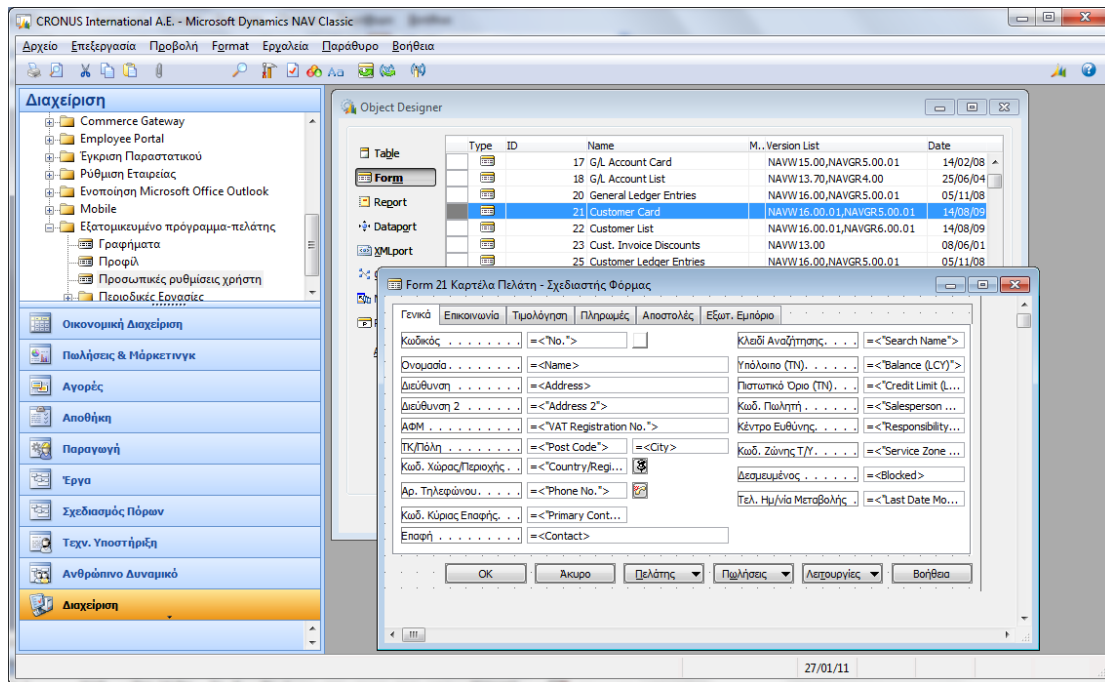 CRONUS International A.E. - Microsoft Dynamics NAV Classic
Αρχείο Επεξεργασία Προβολή Format Εργαλεία Παράθυρο Βοήθεια
Διαχείριση
Commerce Gateway
Employee Portal
Έγκριση Παραστατικού
Ρύθμιση Εταιρείας
Ενοποίηση Microsoft Office Outlook
Mobile
Εξατομικευμένο πρόγραμμα-πελάτης
Γραφήματα
Προφίλ
Προσωπικές ρυθμίσεις χρήστη
Περιοδικές Εργασίες
Οικονομική Διαχείριση
Πωλήσεις & Μάρκετινγκ
Αγορές
Αποθήκη
Παραγωγή
Έργα
Σχεδιασμός Πόρων
Τεχν. Υποστήριξη
Ανθρώπινο Δυναμικό
Διαχείριση
Object Designer
Table
Form
Report
Dataport
XMLport
Type ID Name M.. Version List Date
17 G/L Account Card NAVW15.00,NAVGR5.00.01 14/02/08
18 G/L Account List NAVW13.70,NAVGR4.00 25/06/04
20 General Ledger Entries NAVW16.00,NAVGR5.00.01 05/11/08
21 Customer Card NAVW16.00.01,NAVGR5.00.01 14/08/09
22 Customer List NAVW16.00.01,NAVGR6.00.01 14/08/09
23 Cust. Invoice Discounts NAVW13.00 08/06/01
25 Customer Ledger Entries NAVW16.00,NAVGR5.00.01 05/11/08
Form 21 Καρτέλα Πελάτη - Σχεδιαστής Φόρμας
Γενικά Επικοινωνία Τιμολόγηση Πληρωμές Αποστολές Εξωτ. Εμπόριο
Κωδικός . . . . . . . . =<"No."> Κλειδί Αναζήτησης. . . . =<"Search Name">
Ονομασία . . . . . . . . =<Name> Υπόλοιπο (ΤΝ). . . . . . =<"Balance (LCY)">
Διεύθυνση . . . . . . . =<Address> Πιστωτικό Όριο (ΤΝ). . . =<"Credit Limit (L...
Διεύθυνση 2 . . . . . . =<"Address 2"> Κωδ. Πωλητή . . . . . . =<"Salesperson ...
ΑΦΜ . . . . . . . . . . =<"VAT Registration No."> Κέντρο Ευθύνης. . . . . =<"Responsibility...
ΤΚ/Πόλη . . . . . . . . =<"Post Code"> =<City> Κωδ. Ζώνης Τ/Υ. . . . . =<"Service Zone ...
Κωδ. Χώρας/Περιοχής . . =<"Country/Regi... Δεσμευμένος . . . . . . =<Blocked>
Αρ. Τηλεφώνου. . . . . =<"Phone No."> Τελ. Ημ/νία Μεταβολής . =<"Last Date Mo...
Κωδ. Κύριας Επαφής. . . =<"Primary Cont...
Επαφή . . . . . . . . . =<Contact>
OK Άκυρο Πελάτης Πωλήσεις Λειτουργίες Βοήθεια
27/01/11